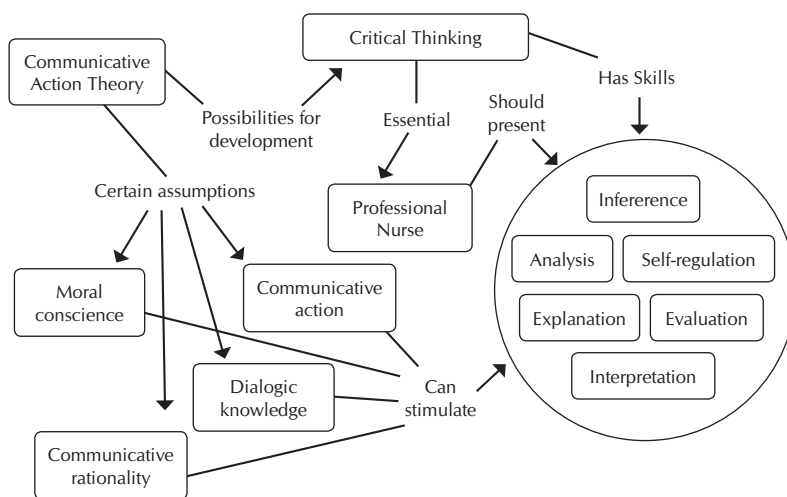 Communicative
Action Theory
Critical Thinking
Has Skills
Possibilities for
development
Essential
Should
present
Certain assumptions
Professional
Nurse
Infererence
Analysis
Self-regulation
Explanation
Evaluation
Interpretation
Moral
conscience
Communicative
action
Dialogic
knowledge
Can
stimulate
Communicative
rationality